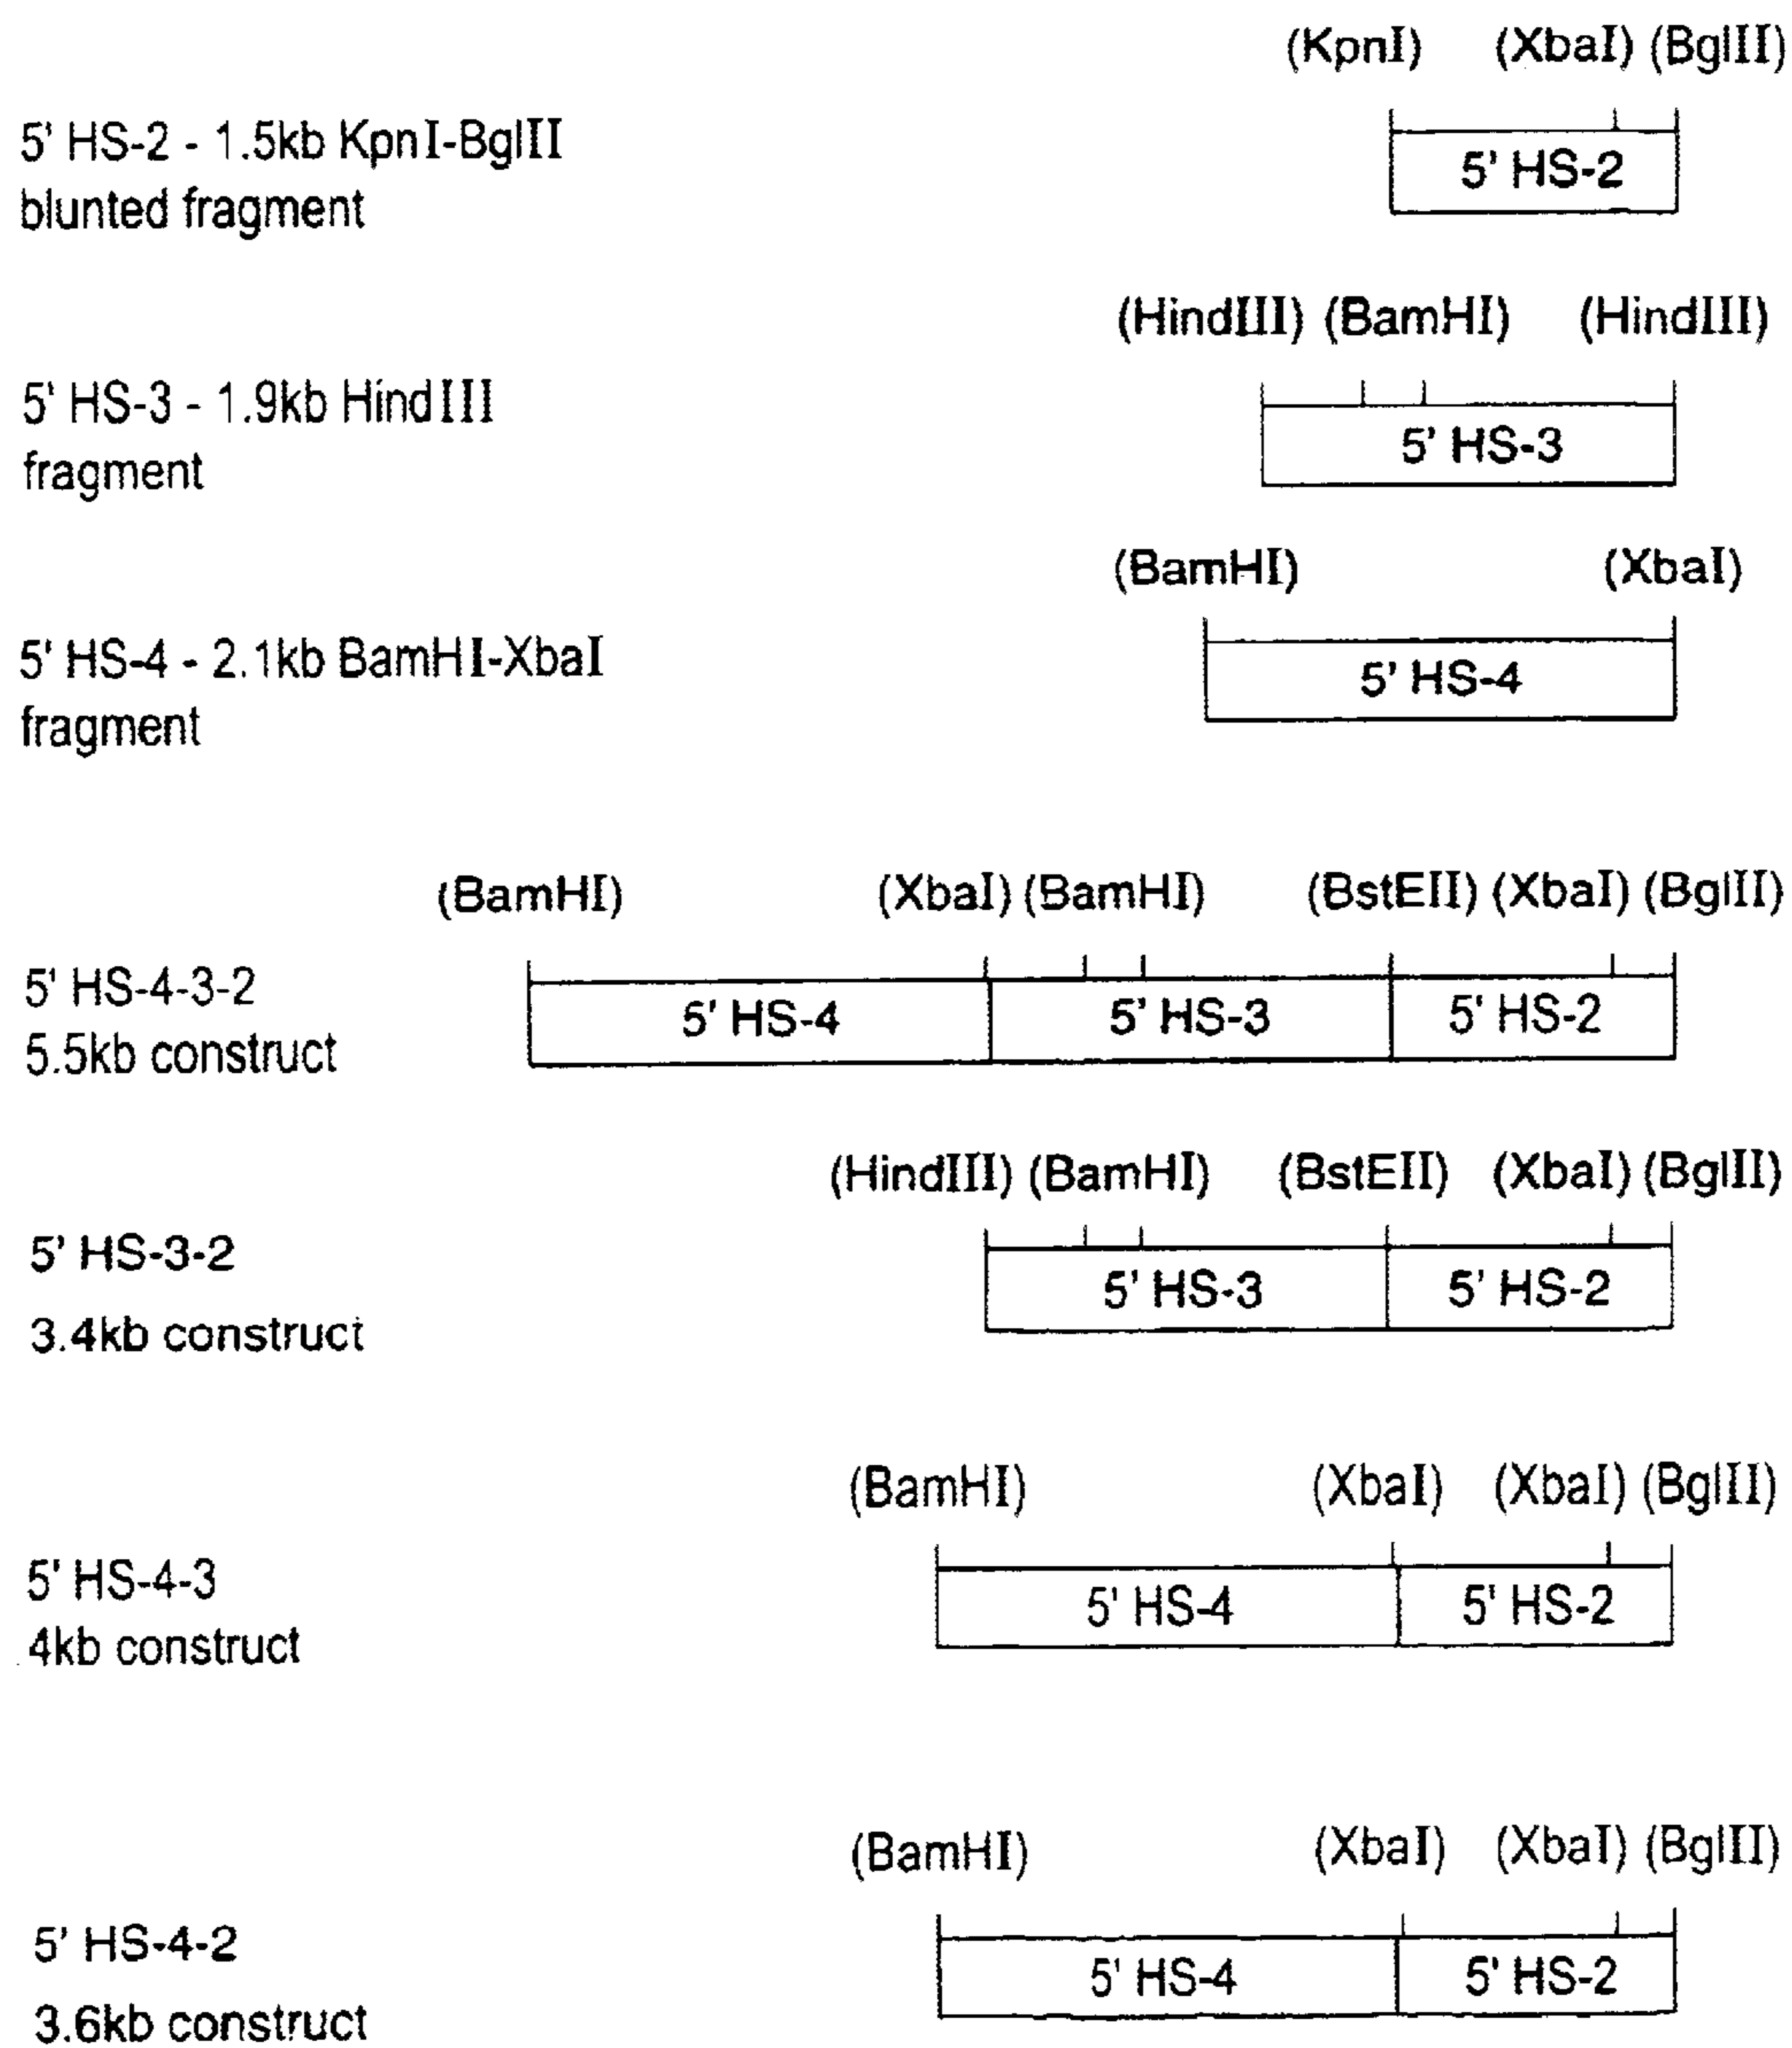 (KpnI) (XbaI) (BglII)
5' HS-2 - 1.5kb KpnI-BglII
blunted fragment
5' HS-2
(HindIII) (BamHI) (HindIII)
5' HS-3 - 1.9kb HindIII
fragment
5' HS-3
(BamHI) (XbaI)
5' HS-4 - 2.1kb BamHI-XbaI
fragment
5' HS-4
(BamHI) (XbaI) (BamHI) (BstEII) (XbaI) (BglII)
5' HS-4-3-2
5.5kb construct
5' HS-4 5' HS-3 5' HS-2
(HindIII) (BamHI) (BstEII) (XbaI) (BglII)
5' HS-3-2
3.4kb construct
5' HS-3 5' HS-2
(BamHI) (XbaI) (XbaI) (BglII)
5' HS-4-3
4kb construct
5' HS-4 5' HS-2
(BamHI) (XbaI) (XbaI) (BglII)
5' HS-4-2
3.6kb construct
5' HS-4 5' HS-2